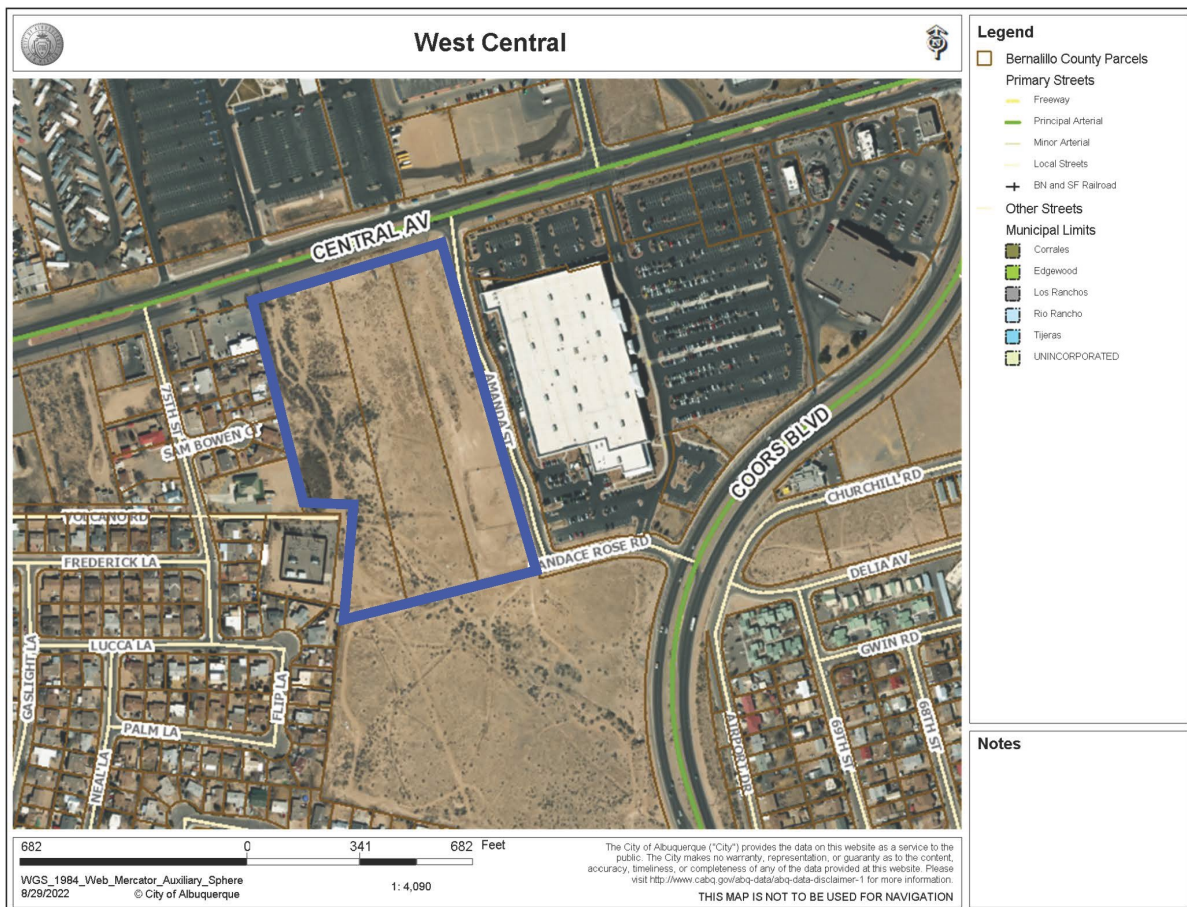 West Central
CENTRAL AV
75TH ST
SAM BOWEN CT
AMANDA ST
COORS BLVD
CHURCHILL RD
VOLCANO RD
FREDERICK LA
ANDACE ROSE RD
DELIA AV
LUCCA LA
GWIN RD
GASLIGHT LA
FLIP LA
PALM LA
NEAL LA
AIRPORT DR
69TH ST
68TH ST
Legend
Bernalillo County Parcels
Primary Streets
Freeway
Principal Arterial
Minor Arterial
Local Streets
BN and SF Railroad
Other Streets
Municipal Limits
Corrales
Edgewood
Los Ranchos
Rio Rancho
Tijeras
UNINCORPORATED
Notes
682 0 341 682 Feet
WGS_1984_Web_Mercator_Auxiliary_Sphere
8/29/2022 © City of Albuquerque
1: 4,090
The City of Albuquerque ("City") provides the data on this website as a service to the
public. The City makes no warranty, representation, or guaranty as to the content,
accuracy, timeliness, or completeness of any of the data provided at this website. Please
visit http://www.cabq.gov/abq-data/abq-data-disclaimer-1 for more information.
THIS MAP IS NOT TO BE USED FOR NAVIGATION